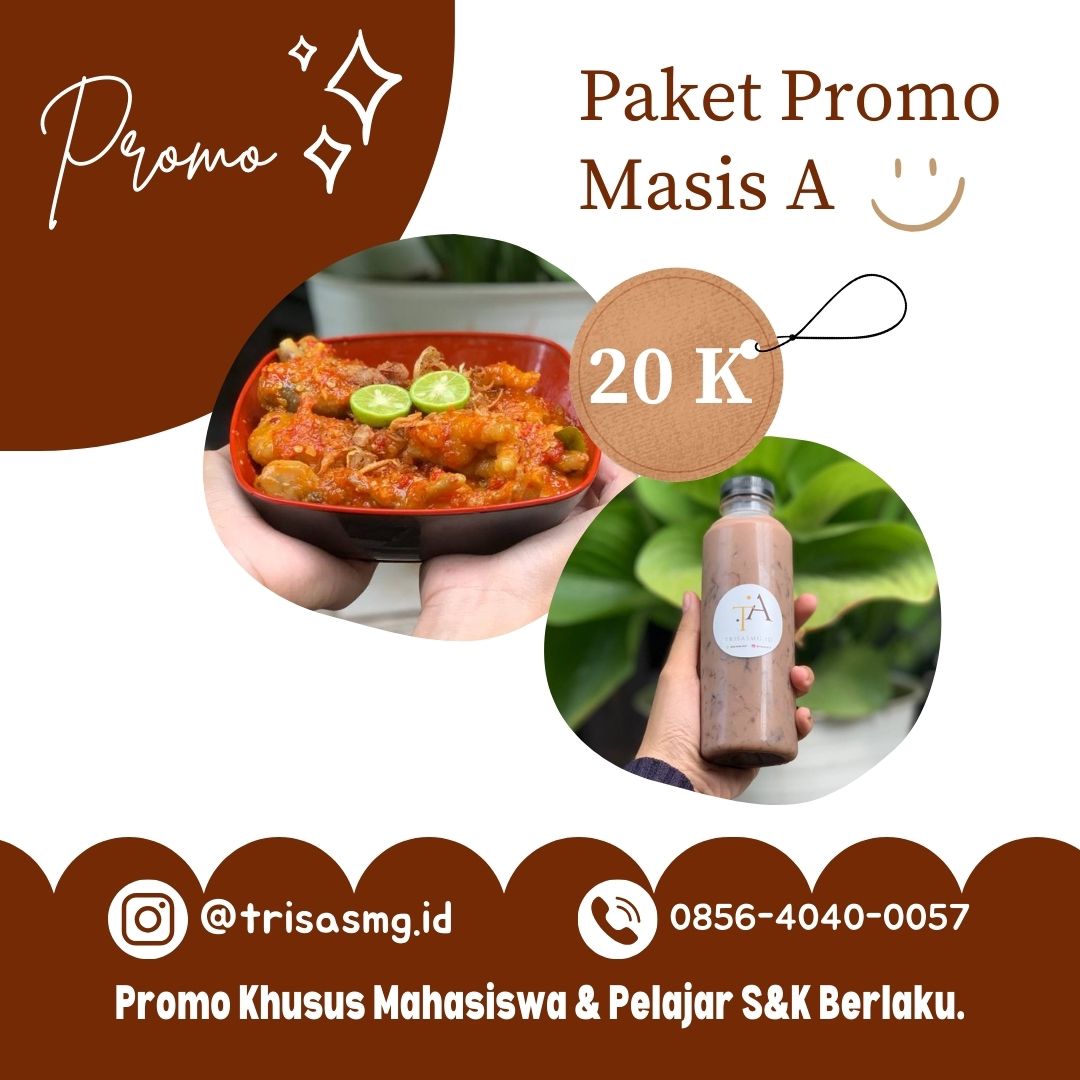 Promo
Paket Promo
Masis A
20 K
TA
TRISASMG.ID
@trisasmg.id
0856-4040-0057
Promo Khusus Mahasiswa & Pelajar S&K Berlaku.